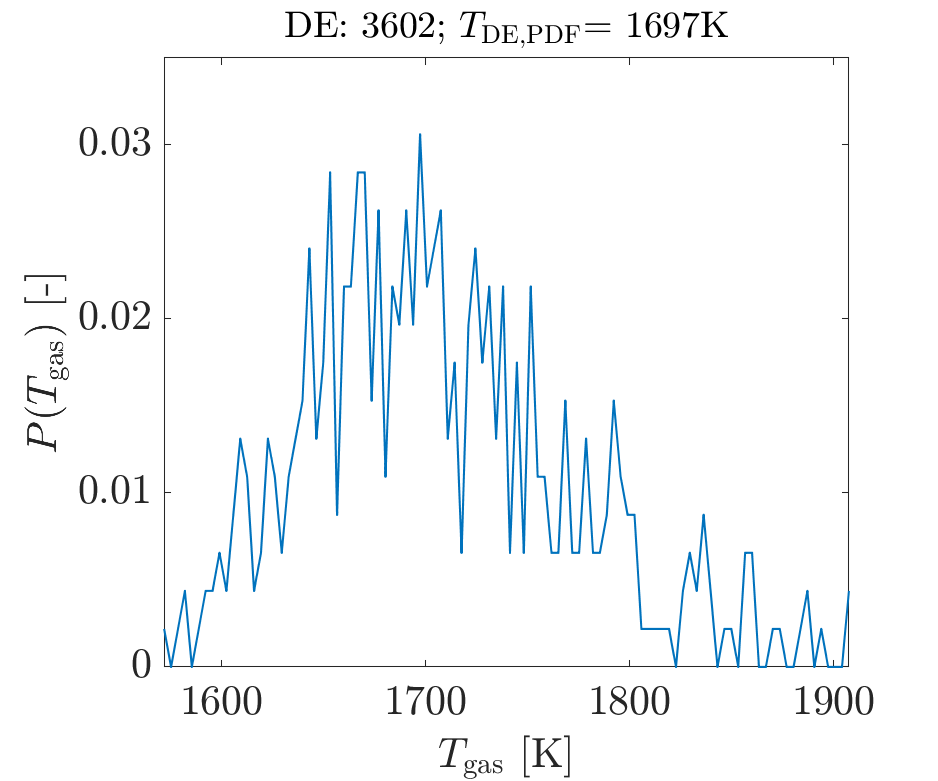 DE: 3602; T_DE,PDF= 1697K
0.03
0.02
0.01
0
P(T_gas) [-]
1600 1700 1800 1900
T_gas [K]